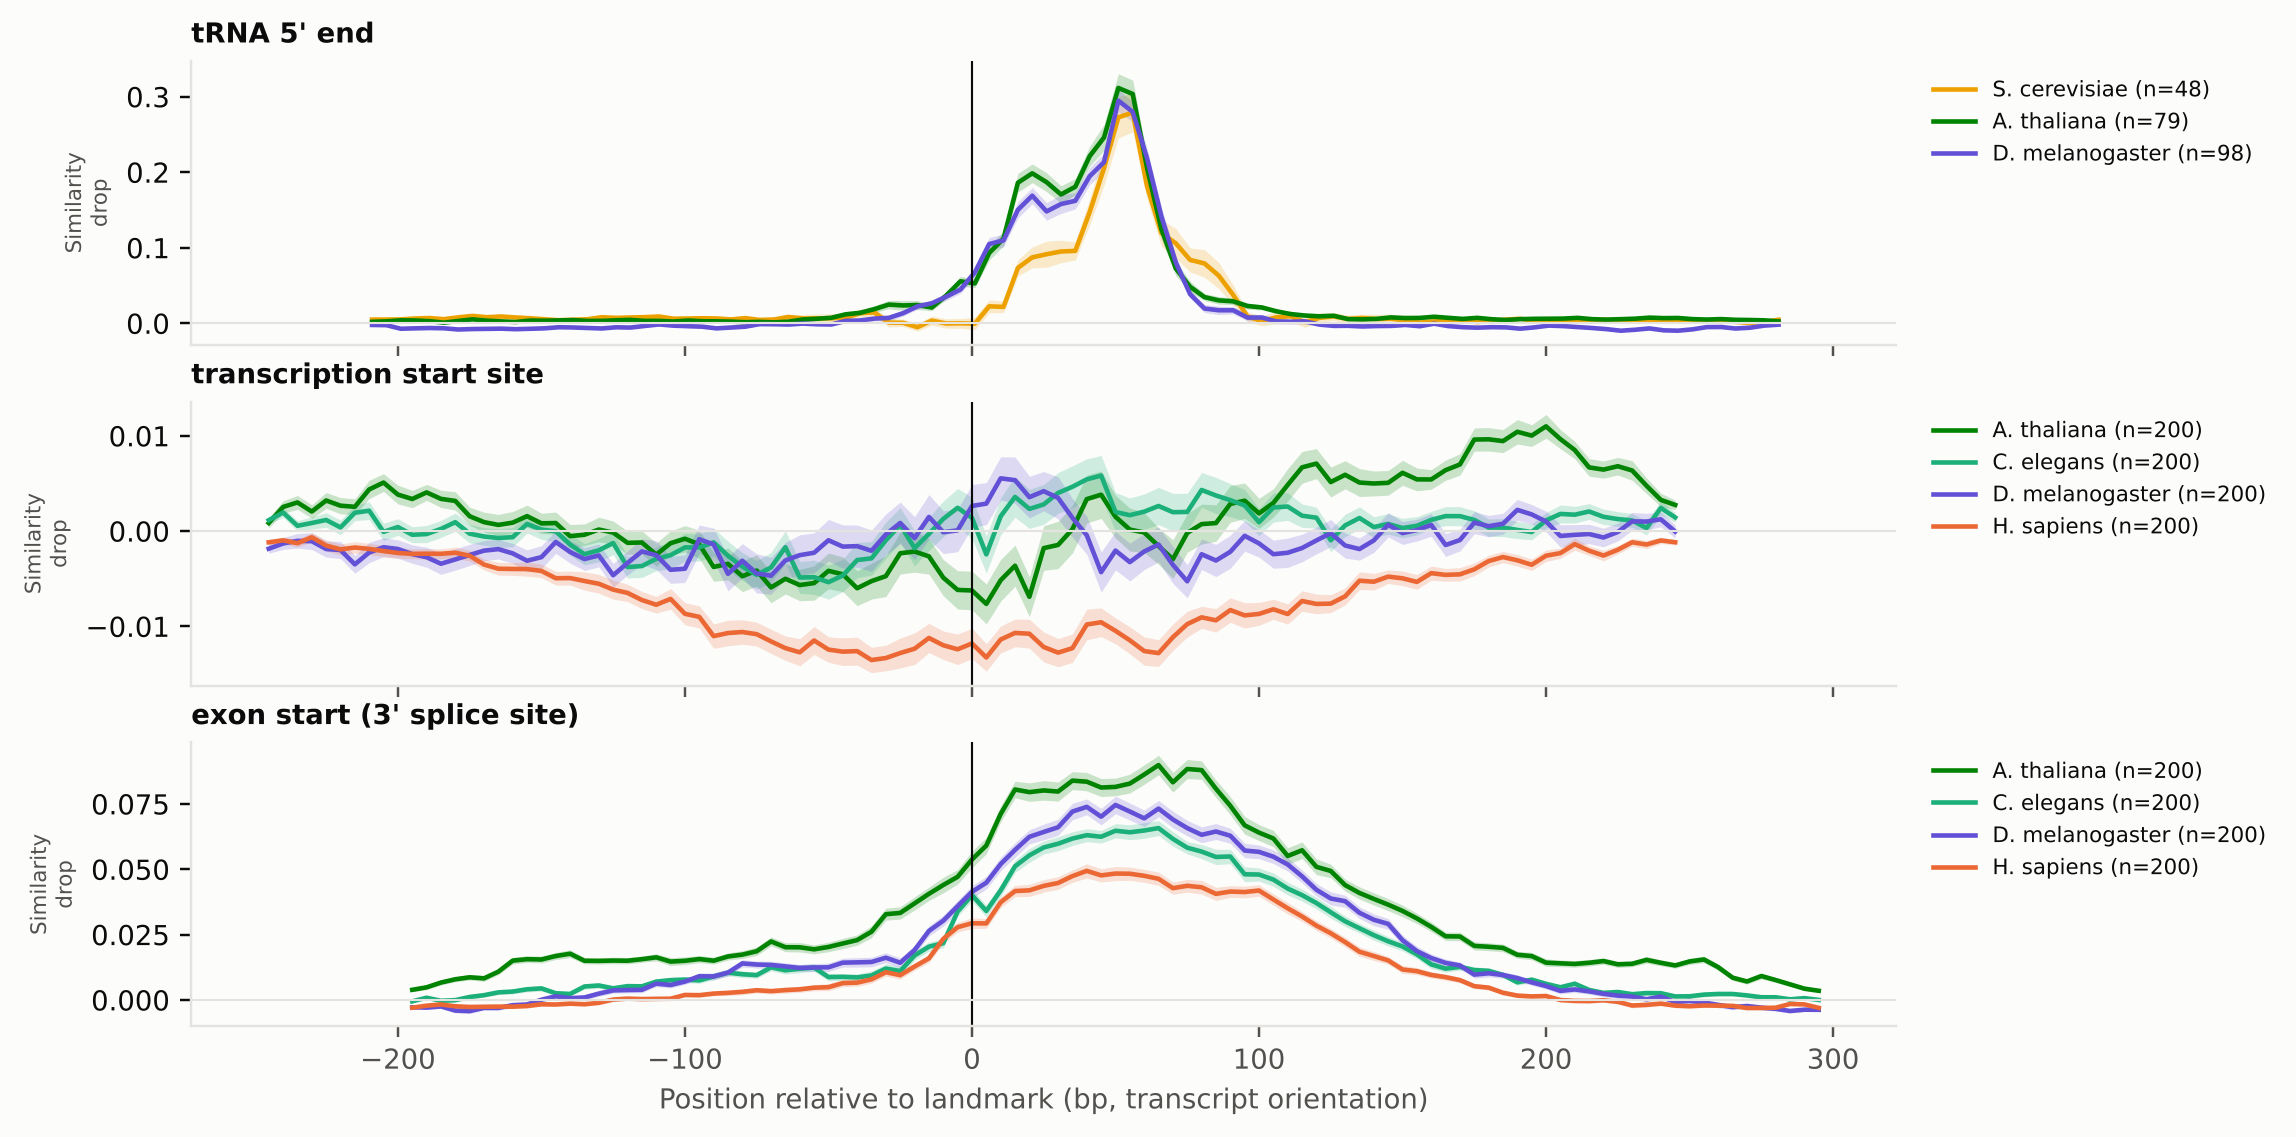 tRNA 5' end
Similarity
drop
0.3
0.2
0.1
0.0
S. cerevisiae (n=48)
A. thaliana (n=79)
D. melanogaster (n=98)
transcription start site
Similarity
drop
0.01
0.00
−0.01
A. thaliana (n=200)
C. elegans (n=200)
D. melanogaster (n=200)
H. sapiens (n=200)
exon start (3' splice site)
Similarity
drop
0.075
0.050
0.025
0.000
A. thaliana (n=200)
C. elegans (n=200)
D. melanogaster (n=200)
H. sapiens (n=200)
−200 −100 0 100 200 300
Position relative to landmark (bp, transcript orientation)